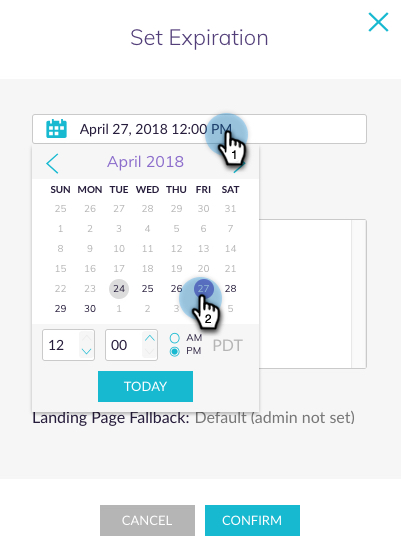 Set Expiration
April 27, 2018 12:00 PM
1
April 2018
SUN MON TUE WED THU FRI SAT
25 26 27 28 29 30 31
1 2 3 4 5 6 7
8 9 10 11 12 13 14
15 16 17 18 19 20 21
22 23 24 25 26 27 28
29 30 1 2 3 5
2
12 00 AM
PM PDT
TODAY
Landing Page Fallback: Default (admin not set)
CANCEL CONFIRM